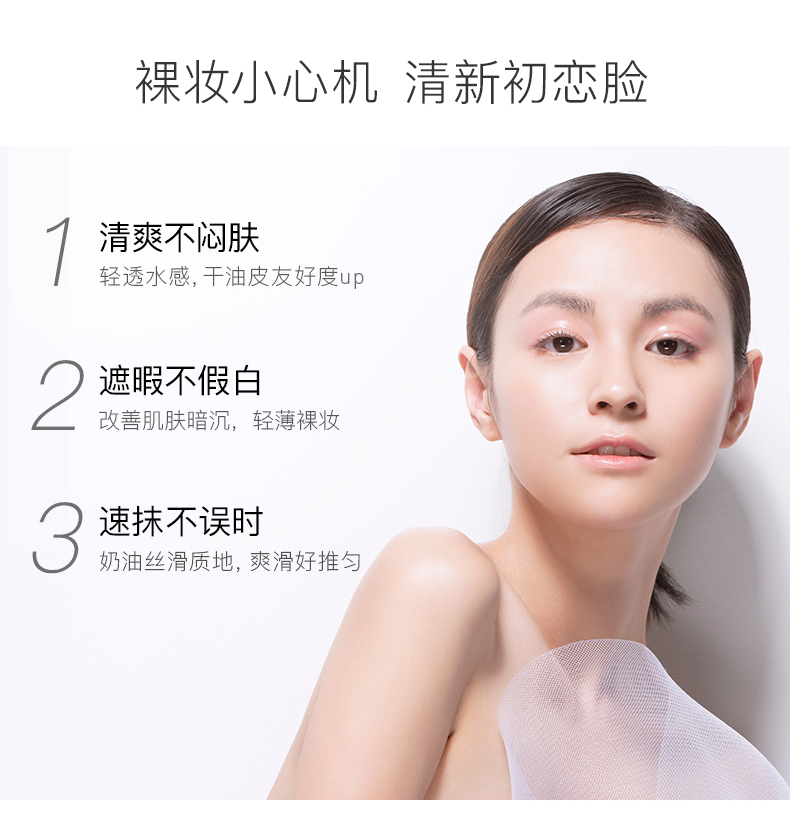 裸妆小心机 清新初恋脸
1
清爽不闷肤
轻透水感, 干油皮友好度up
2
遮暇不假白
改善肌肤暗沉, 轻薄裸妆
3
速抹不误时
奶油丝滑质地, 爽滑好推匀